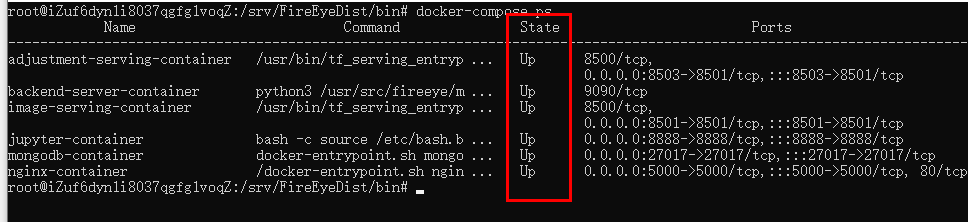 root@iZuf6dyn1i8037qgfg1voqZ:/srv/FireEyeDist/bin# docker-compose ps
Name Command State Ports
adjustment-serving-container /usr/bin/tf_serving_entryp ... Up 8500/tcp,
0.0.0.0:8503->8501/tcp,:::8503->8501/tcp
backend-server-container python3 /usr/src/fireeye/m ... Up 9090/tcp
image-serving-container /usr/bin/tf_serving_entryp ... Up 8500/tcp,
0.0.0.0:8501->8501/tcp,:::8501->8501/tcp
jupyter-container bash -c source /etc/bash.b ... Up 0.0.0.0:8888->8888/tcp,:::8888->8888/tcp
mongodb-container docker-entrypoint.sh mongo ... Up 0.0.0.0:27017->27017/tcp,:::27017->27017/tcp
nginx-container /docker-entrypoint.sh ngin ... Up 0.0.0.0:5000->5000/tcp,:::5000->5000/tcp, 80/tcp
root@iZuf6dyn1i8037qgfg1voqZ:/srv/FireEyeDist/bin#